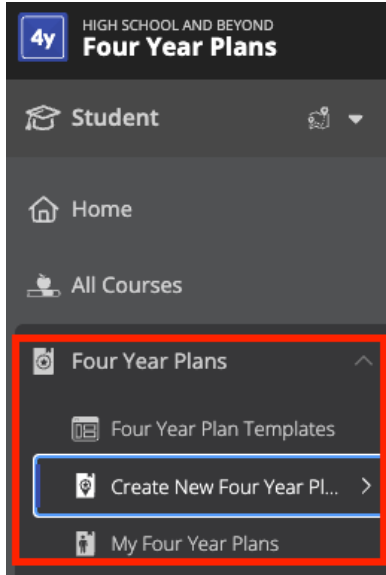 4y
HIGH SCHOOL AND BEYOND
Four Year Plans
Student
Home
All Courses
Four Year Plans
Four Year Plan Templates
Create New Four Year Pl...
My Four Year Plans